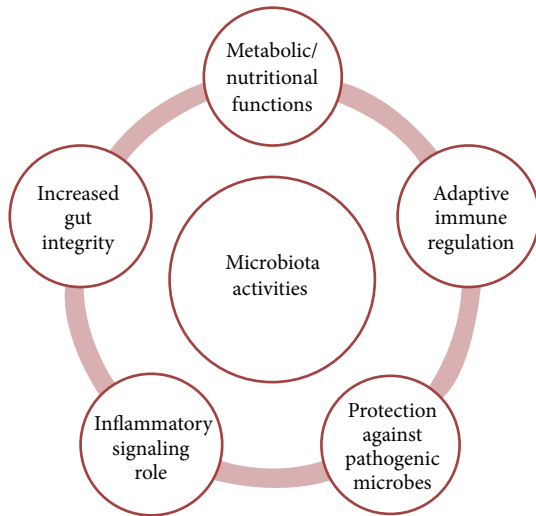 Metabolic/
nutritional
functions
Increased
gut
integrity
Adaptive
immune
regulation
Microbiota
activities
Inflammatory
signaling
role
Protection
against
pathogenic
microbes